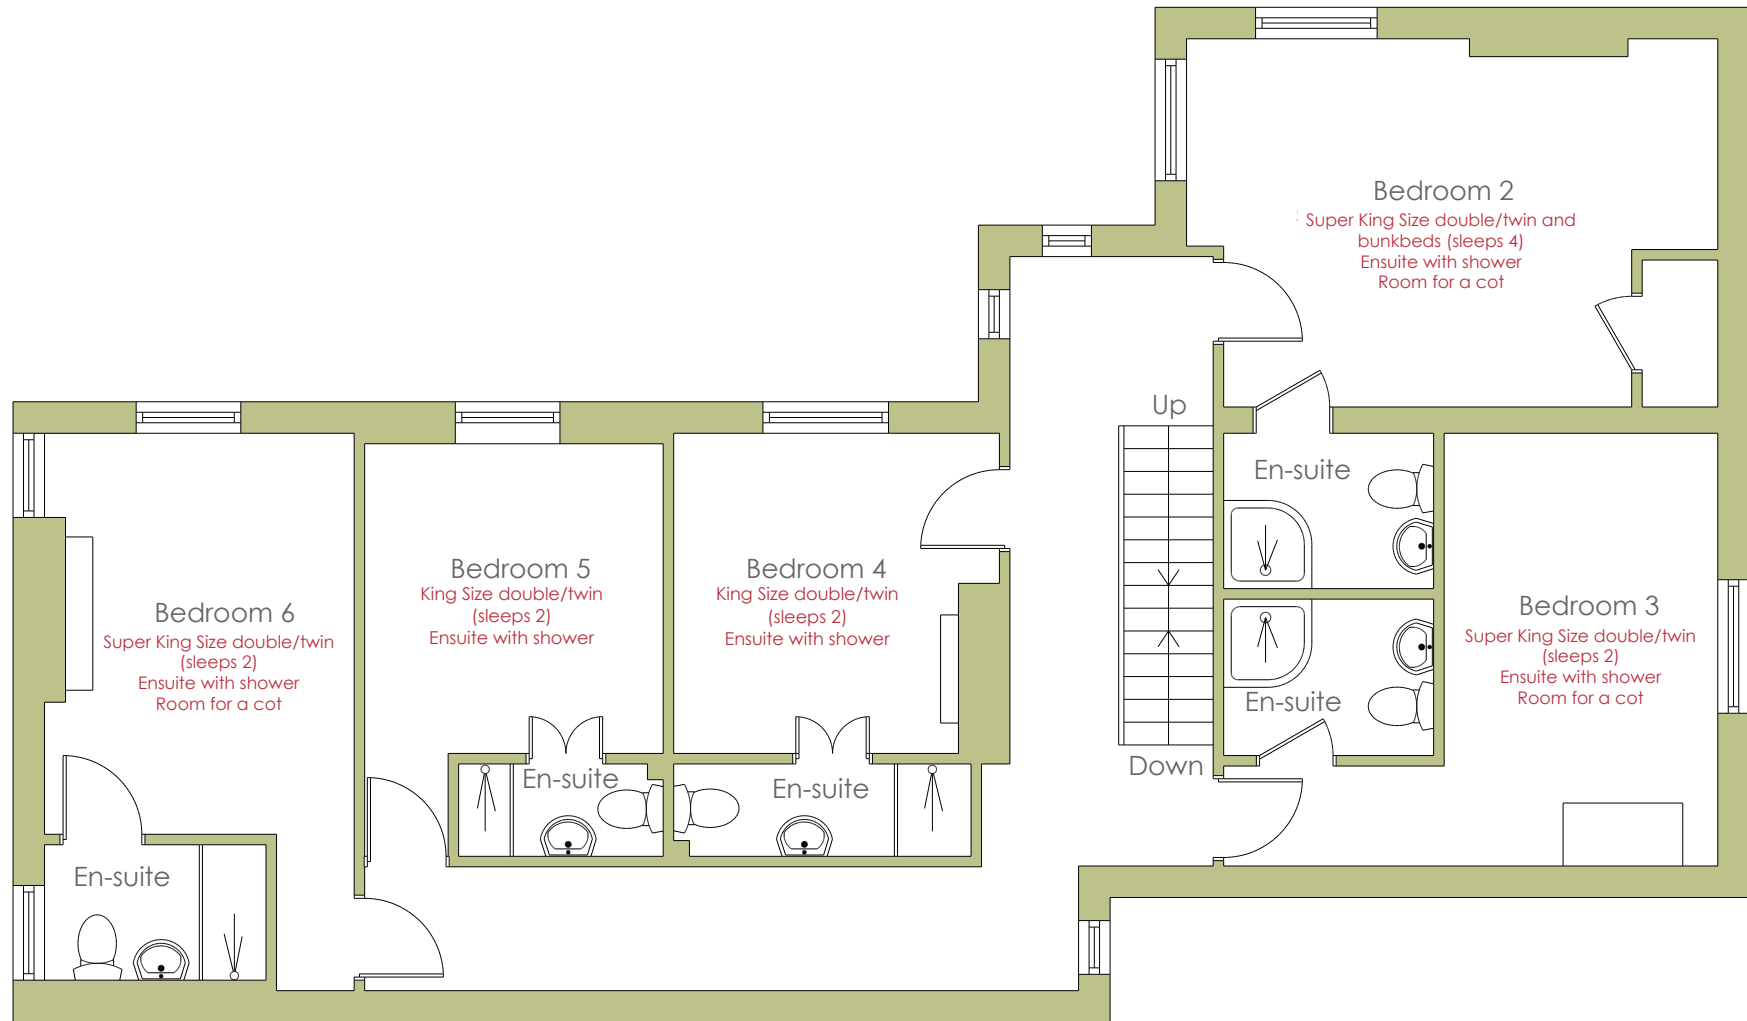 Bedroom 2
Super King Size double/twin and
bunkbeds (sleeps 4)
Ensuite with shower
Room for a cot
Up
En-suite
Bedroom 5
King Size double/twin
(sleeps 2)
Ensuite with shower
Bedroom 4
King Size double/twin
(sleeps 2)
Ensuite with shower
Bedroom 6
Super King Size double/twin
(sleeps 2)
Ensuite with shower
Room for a cot
Bedroom 3
Super King Size double/twin
(sleeps 2)
Ensuite with shower
Room for a cot
En-suite
Down
En-suite
En-suite
En-suite